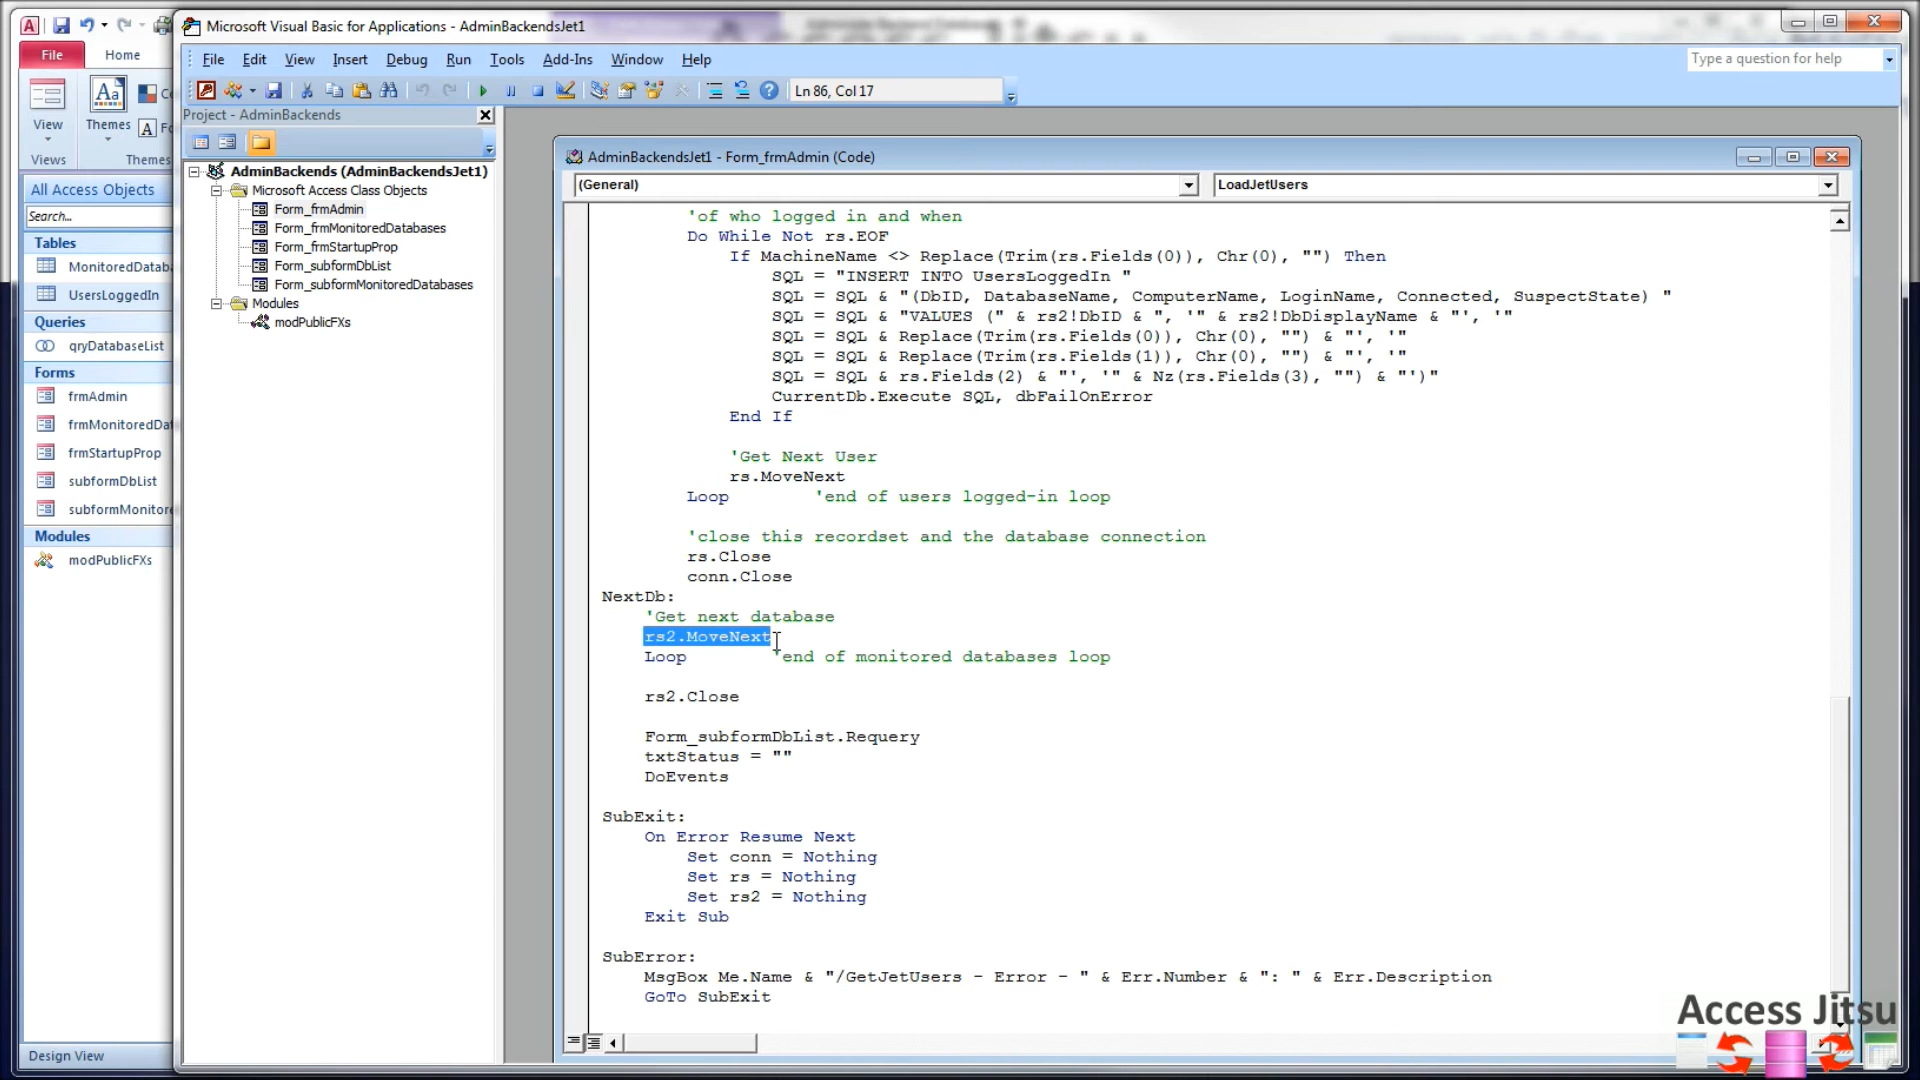 Microsoft Visual Basic for Applications - AdminBackendsJet1
File
Home
View
Themes
Views
Themes
All Access Objects
Search...
Tables
MonitoredDataba
UsersLoggedIn
Queries
qryDatabaseList
Forms
frmAdmin
frmMonitoredDat
frmStartupProp
subformDbList
subformMonitore
Modules
modPublicFXs
Design View
File Edit View Insert Debug Run Tools Add-Ins Window Help
Type a question for help
Ln 86, Col 17
Project - AdminBackends
AdminBackends (AdminBackendsJet1)
Microsoft Access Class Objects
Form_frmAdmin
Form_frmMonitoredDatabases
Form_frmStartupProp
Form_subformDbList
Form_subformMonitoredDatabases
Modules
modPublicFXs
AdminBackendsJet1 - Form_frmAdmin (Code)
(General)
LoadJetUsers
'of who logged in and when
Do While Not rs.EOF
If MachineName <> Replace(Trim(rs.Fields(0)), Chr(0), "") Then
SQL = "INSERT INTO UsersLoggedIn "
SQL = SQL & "(DbID, DatabaseName, ComputerName, LoginName, Connected, SuspectState) "
SQL = SQL & "VALUES (" & rs2!DbID & ", '" & rs2!DbDisplayName & "', '"
SQL = SQL & Replace(Trim(rs.Fields(0)), Chr(0), "") & "', '"
SQL = SQL & Replace(Trim(rs.Fields(1)), Chr(0), "") & "', '"
SQL = SQL & rs.Fields(2) & "', '" & Nz(rs.Fields(3), "") & "')"
CurrentDb.Execute SQL, dbFailOnError
End If
'Get Next User
rs.MoveNext
Loop 'end of users logged-in loop
'close this recordset and the database connection
rs.Close
conn.Close
NextDb:
'Get next database
rs2.MoveNext
Loop 'end of monitored databases loop
rs2.Close
Form_subformDbList.Requery
txtStatus = ""
DoEvents
SubExit:
On Error Resume Next
Set conn = Nothing
Set rs = Nothing
Set rs2 = Nothing
Exit Sub
SubError:
MsgBox Me.Name & "/GetJetUsers - Error - " & Err.Number & ": " & Err.Description
GoTo SubExit
Access Jitsu